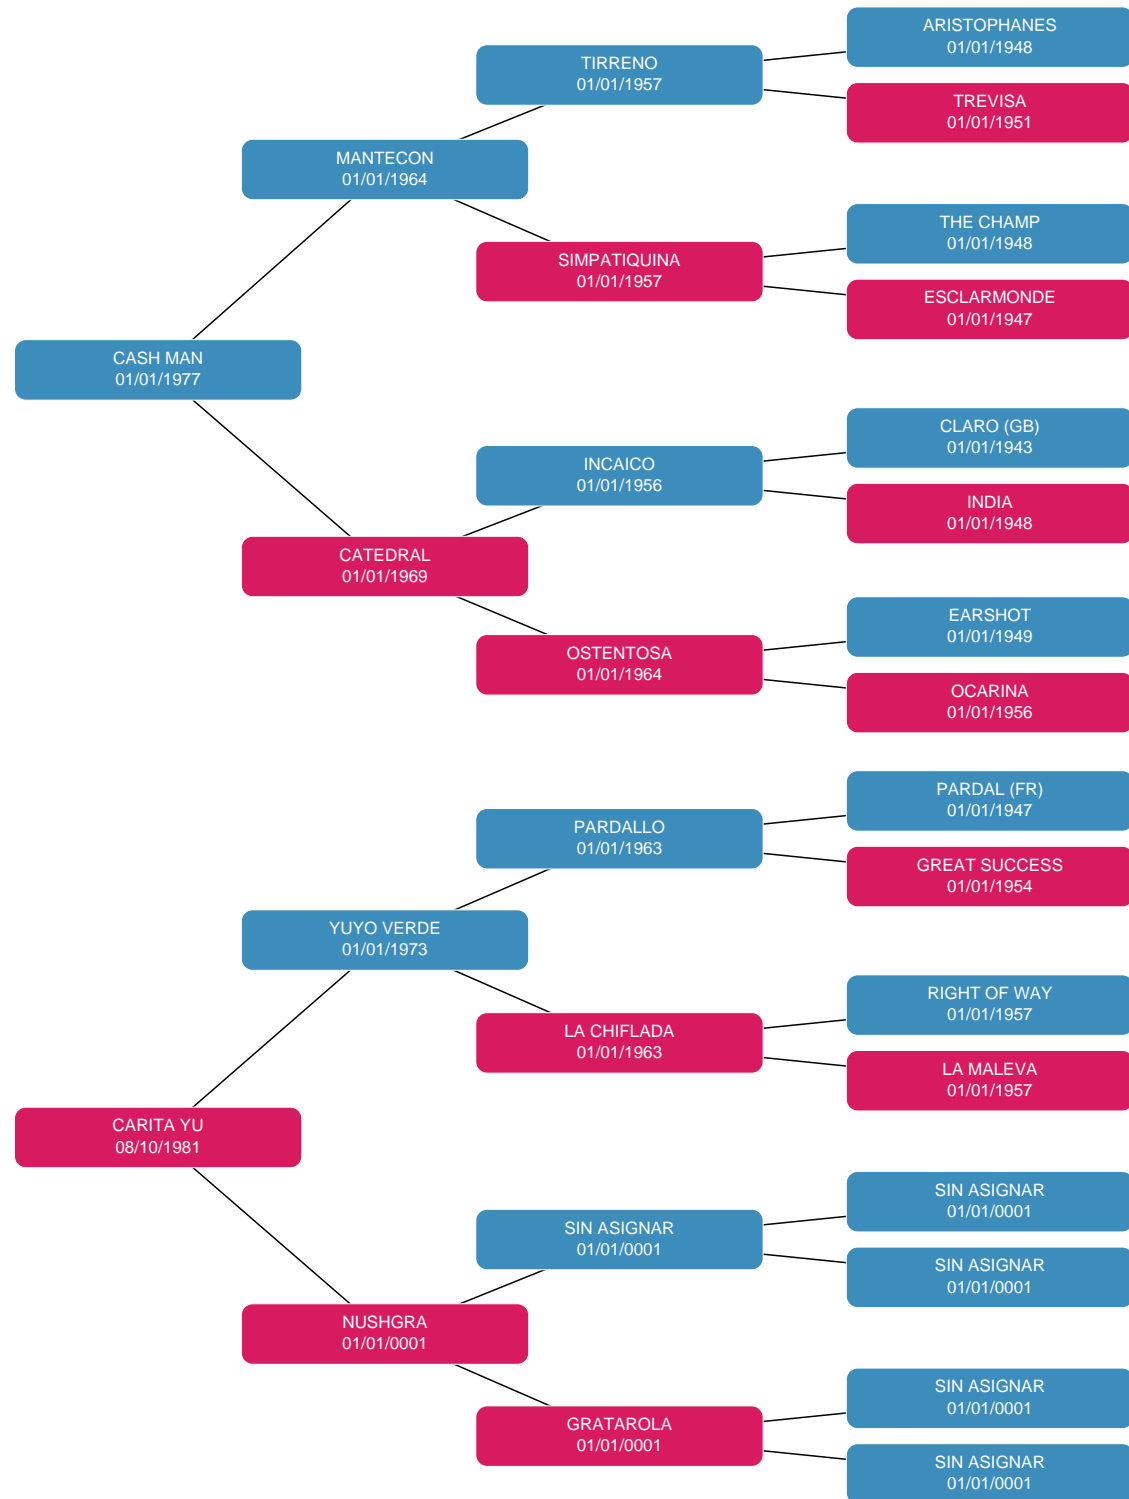 ARISTOPHANES
01/01/1948
TIRRENO
01/01/1957
TREVISA
01/01/1951
MANTECON
01/01/1964
THE CHAMP
01/01/1948
SIMPATIQUINA
01/01/1957
ESCLARMONDE
01/01/1947
CASH MAN
01/01/1977
CLARO (GB)
01/01/1943
INCAICO
01/01/1956
INDIA
01/01/1948
CATEDRAL
01/01/1969
EARSHOT
01/01/1949
OSTENTOSA
01/01/1964
OCARINA
01/01/1956
PARDAL (FR)
01/01/1947
PARDALLO
01/01/1963
GREAT SUCCESS
01/01/1954
YUYO VERDE
01/01/1973
RIGHT OF WAY
01/01/1957
LA CHIFLADA
01/01/1963
LA MALEVA
01/01/1957
CARITA YU
08/10/1981
SIN ASIGNAR
01/01/0001
SIN ASIGNAR
01/01/0001
SIN ASIGNAR
01/01/0001
NUSHGRA
01/01/0001
SIN ASIGNAR
01/01/0001
GRATAROLA
01/01/0001
SIN ASIGNAR
01/01/0001